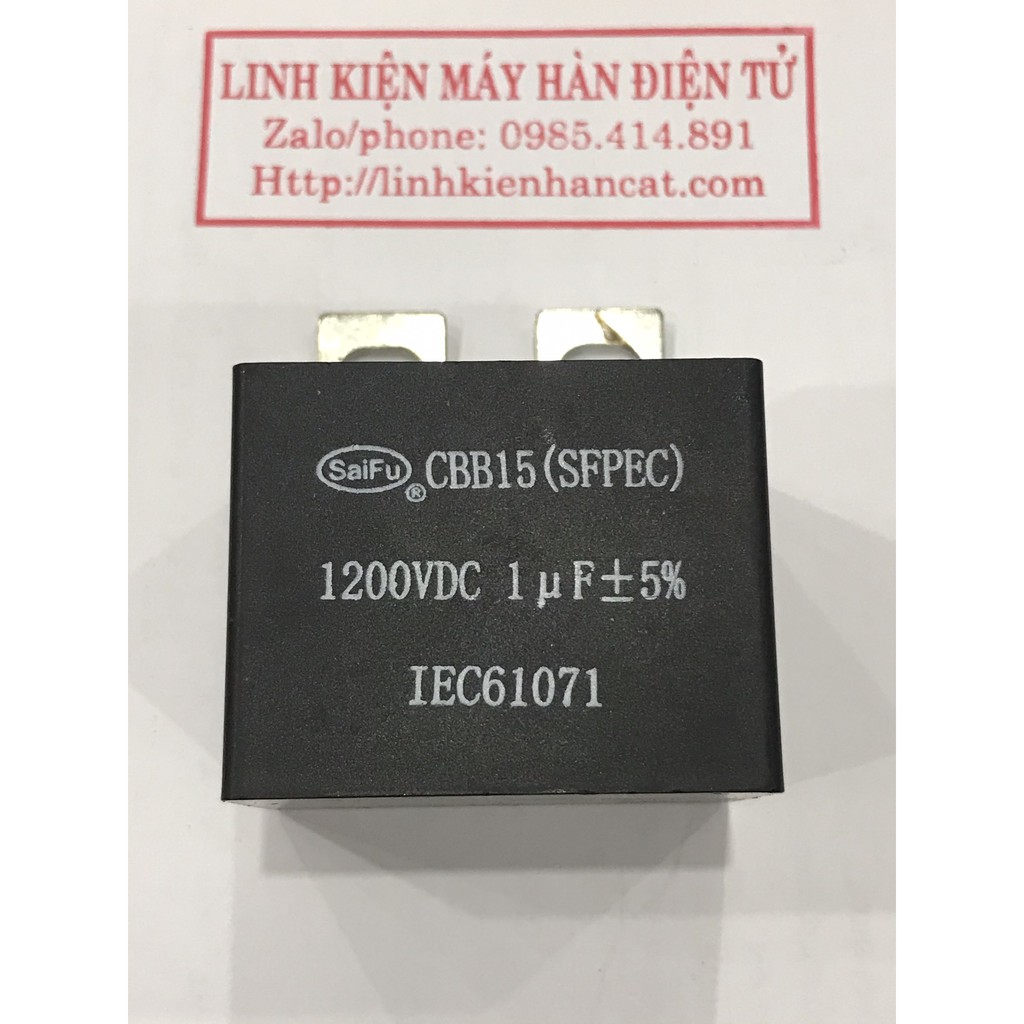 LINH KIỆN MÁY HÀN ĐIỆN TỬ
Zalo/phone: 0985.414.891
Http://linhkienhancat.com
SaiFu ® CBB15(SFPEC)
1200VDC 1μF±5%
IEC61071